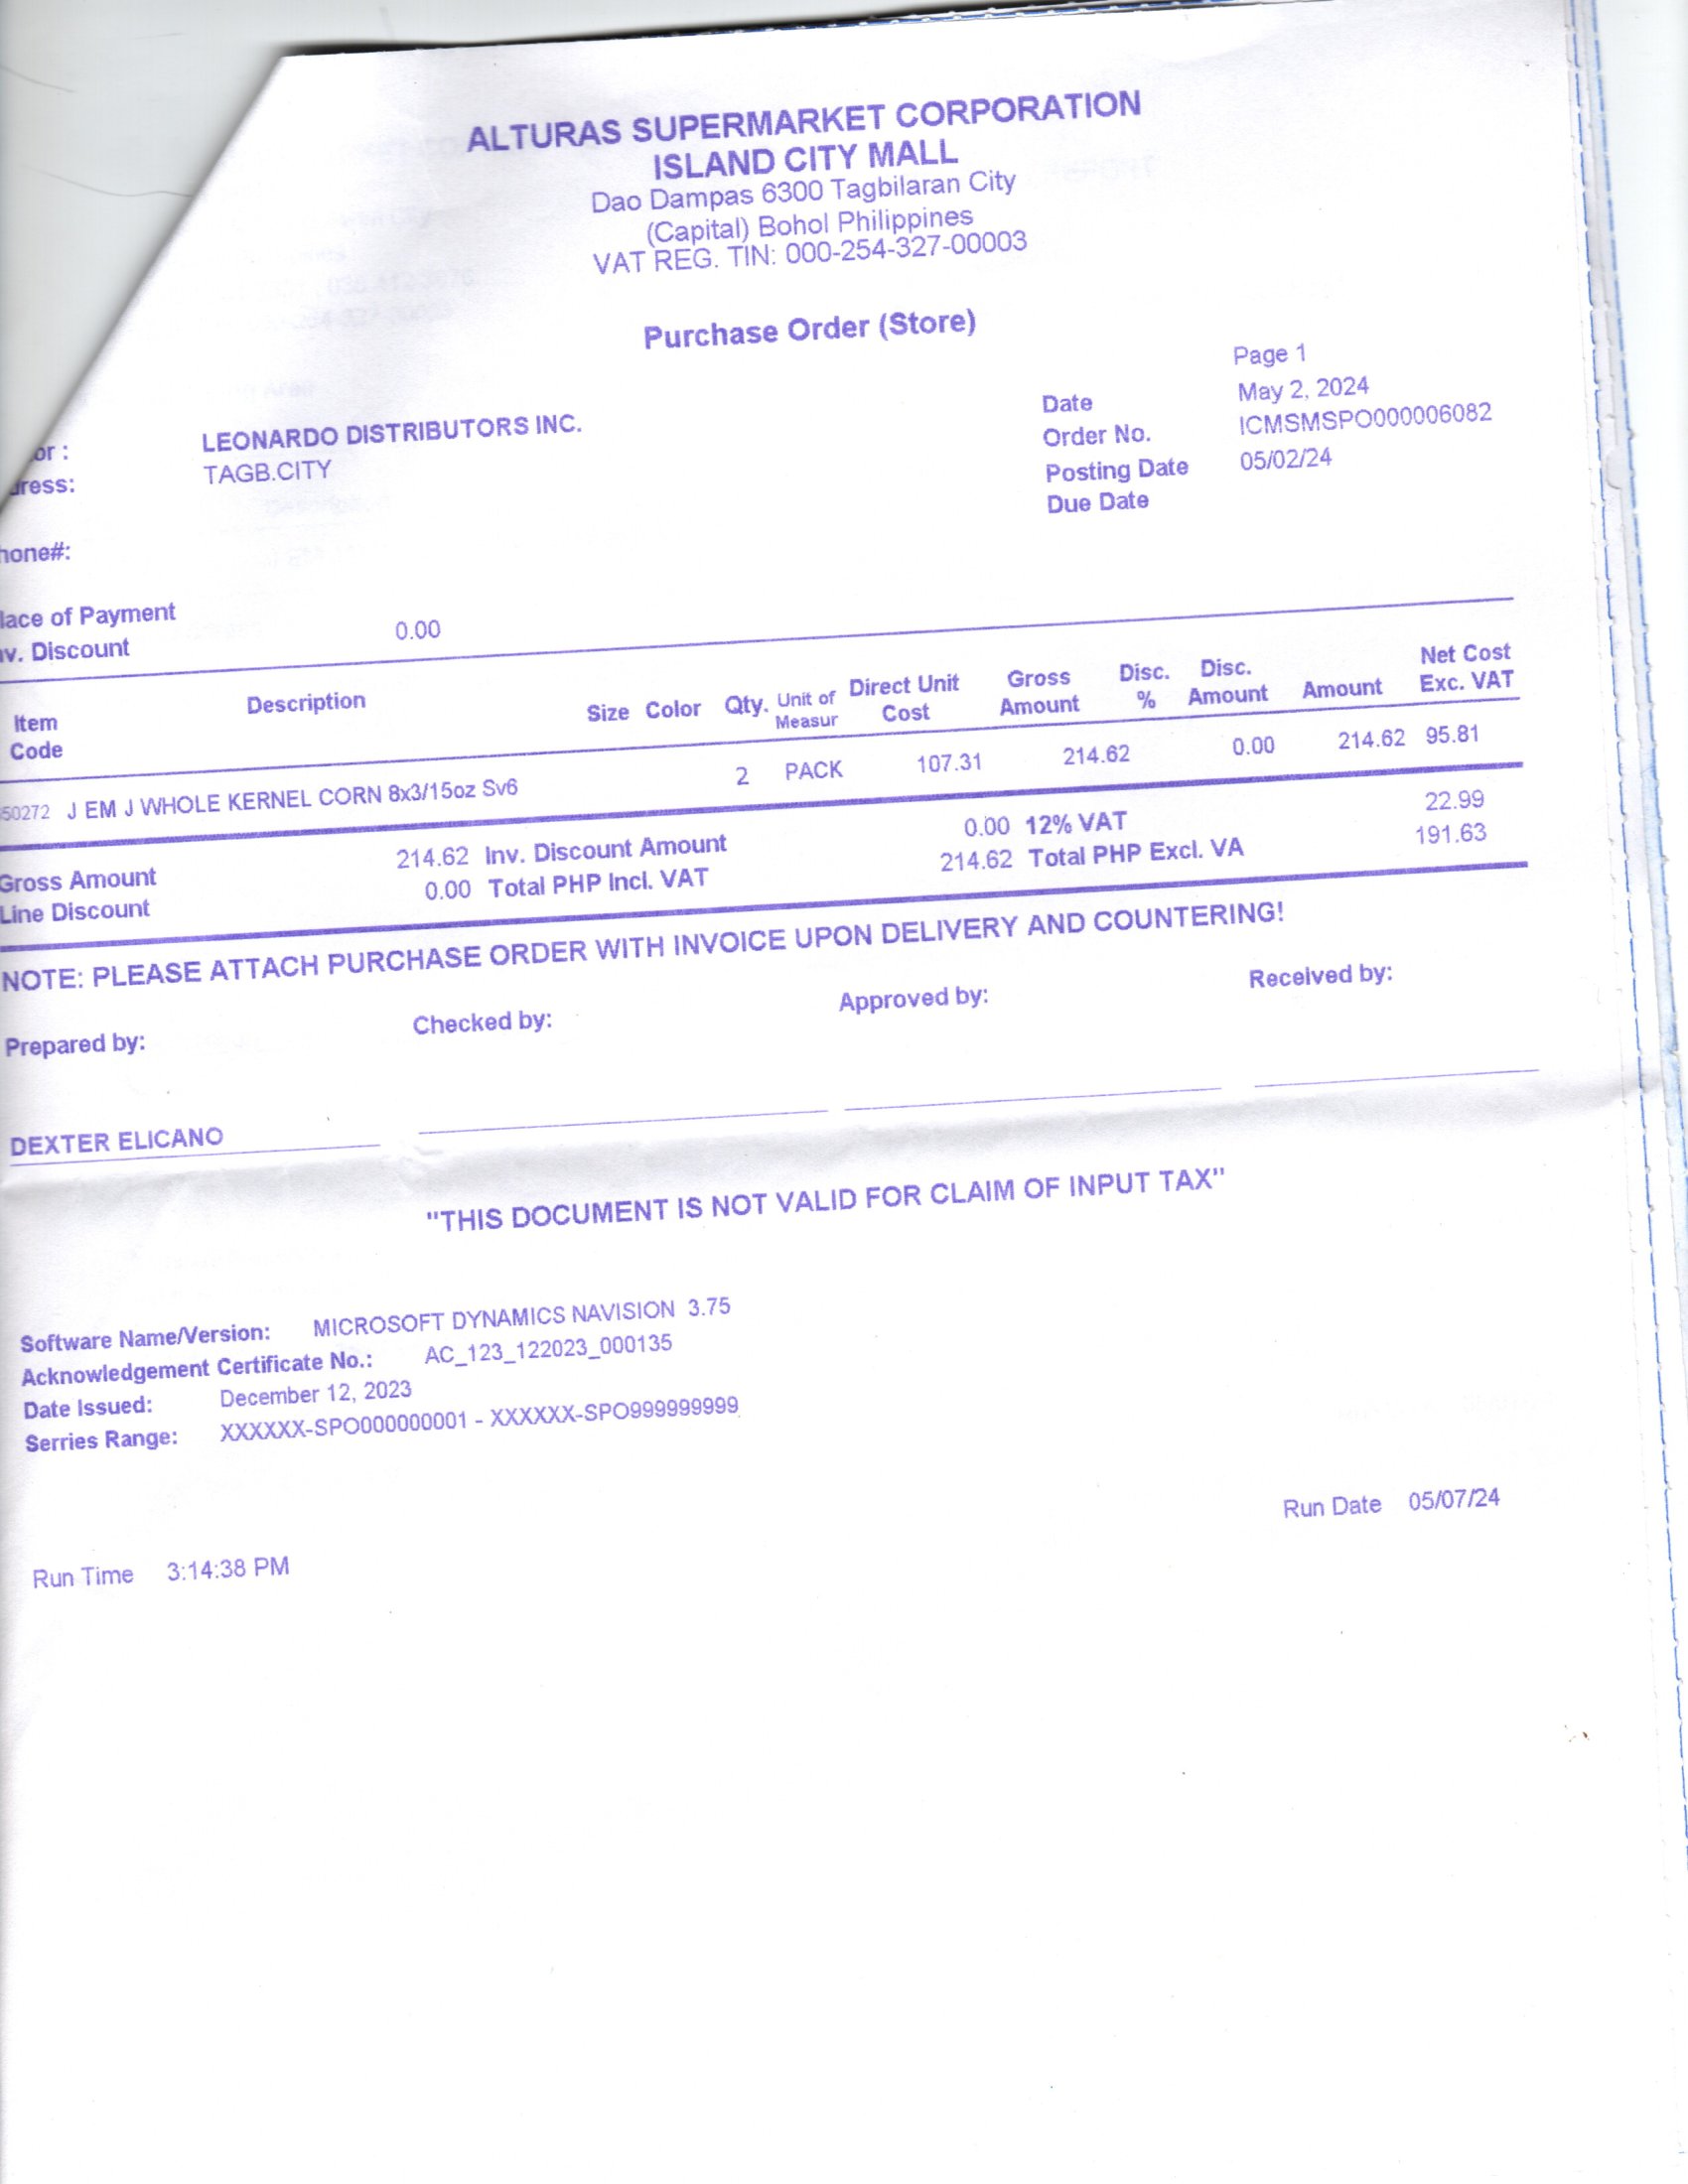 ALTURAS SUPERMARKET CORPORATION
ISLAND CITY MALL
Dao Dampas 6300 Tagbilaran City
(Capital) Bohol Philippines
VAT REG. TIN: 000-254-327-00003
Purchase Order (Store)
Page 1
Date May 2, 2024
Order No. ICMSMSPO000006082
Posting Date 05/02/24
Due Date
or : LEONARDO DISTRIBUTORS INC.
ress: TAGB.CITY
hone#:
lace of Payment
nv. Discount 0.00
Item Code Description Size Color Qty. Unit of Measur Direct Unit Cost Gross Amount Disc. % Disc. Amount Amount Net Cost Exc. VAT
50272 J EM J WHOLE KERNEL CORN 8x3/15oz Sv6 2 PACK 107.31 214.62 0.00 214.62 95.81
Gross Amount 214.62 Inv. Discount Amount 0.00 12% VAT 22.99
Line Discount 0.00 Total PHP Incl. VAT 214.62 Total PHP Excl. VA 191.63
NOTE: PLEASE ATTACH PURCHASE ORDER WITH INVOICE UPON DELIVERY AND COUNTERING!
Prepared by: Checked by: Approved by: Received by:
DEXTER ELICANO
"THIS DOCUMENT IS NOT VALID FOR CLAIM OF INPUT TAX"
Software Name/Version: MICROSOFT DYNAMICS NAVISION 3.75
Acknowledgement Certificate No.: AC_123_122023_000135
Date Issued: December 12, 2023
Serries Range: XXXXXX-SPO000000001 - XXXXXX-SPO999999999
Run Date 05/07/24
Run Time 3:14:38 PM